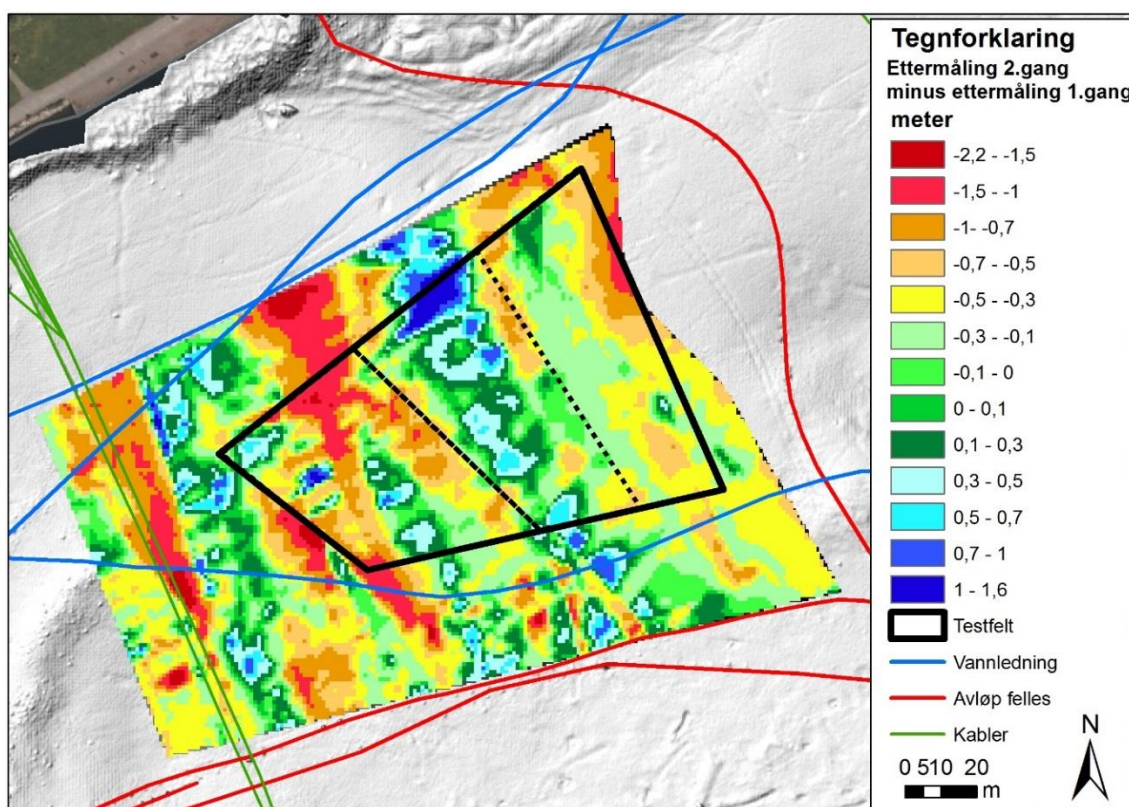 Tegnforklaring
Ettermåling 2.gang
minus ettermåling 1.gang
meter
-2,2 - -1,5
-1,5 - -1
-1- -0,7
-0,7 - -0,5
-0,5 - -0,3
-0,3 - -0,1
-0,1 - 0
0 - 0,1
0,1 - 0,3
0,3 - 0,5
0,5 - 0,7
0,7 - 1
1 - 1,6
Testfelt
Vannledning
Avløp felles
Kabler
N
0 510 20
m